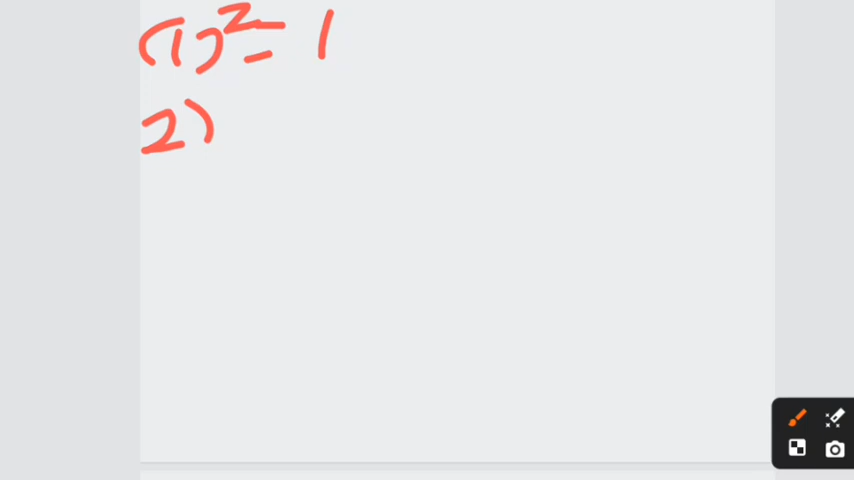 (1)² = 1
2)